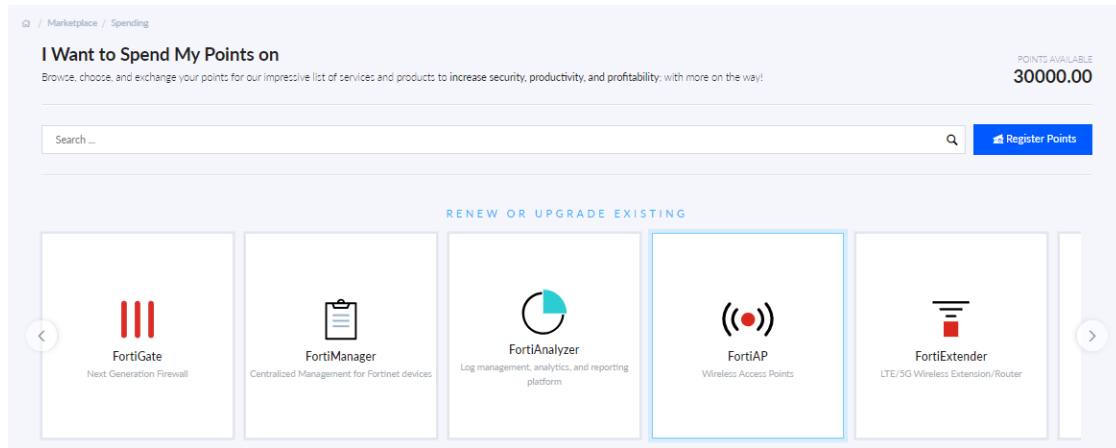 / Marketplace / Spending
I Want to Spend My Points on
Browse, choose, and exchange your points for our impressive list of services and products to increase security, productivity, and profitability; with more on the way!
POINTS AVAILABLE
30000.00
Search ...
Register Points
RENEW OR UPGRADE EXISTING
FortiGate
Next Generation Firewall
FortiManager
Centralized Management for Fortinet devices
FortiAnalyzer
Log management, analytics, and reporting
platform
FortiAP
Wireless Access Points
FortiExtender
LTE/5G Wireless Extension/Router